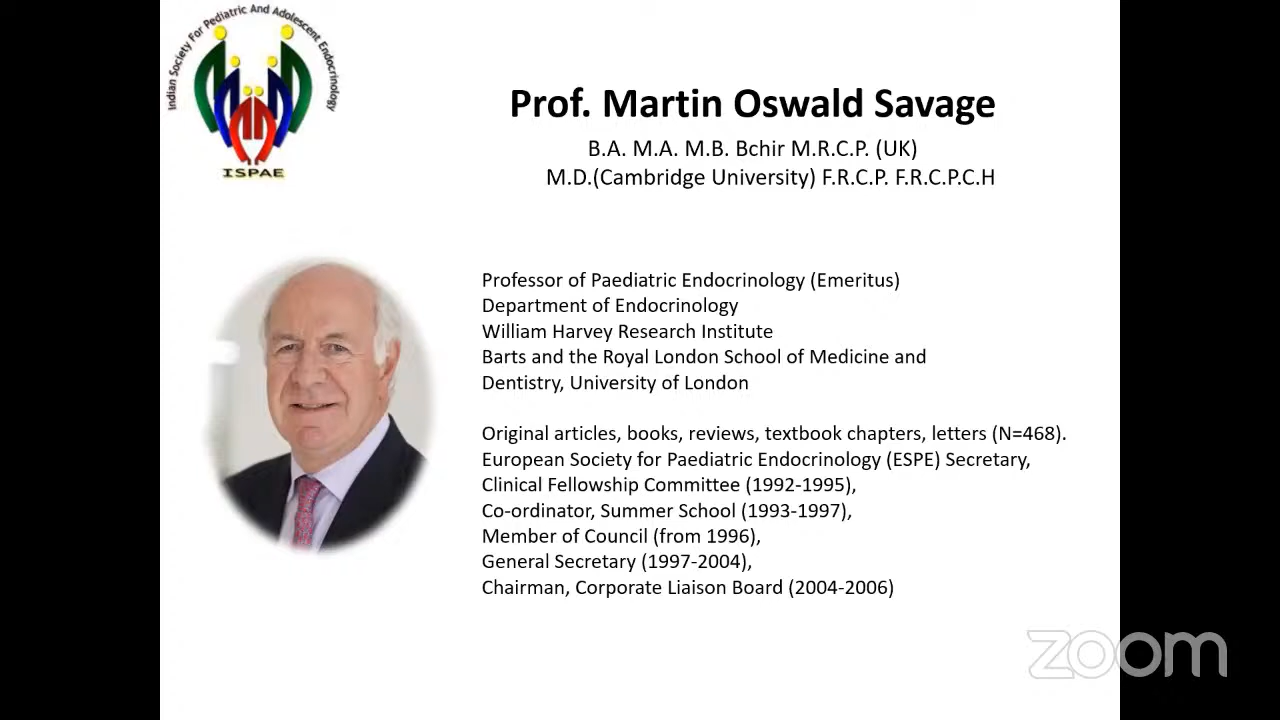 Indian Society For Pediatric And Adolescent Endocrinology
ISPAE
Prof. Martin Oswald Savage
B.A. M.A. M.B. Bchir M.R.C.P. (UK)
M.D.(Cambridge University) F.R.C.P. F.R.C.P.C.H
Professor of Paediatric Endocrinology (Emeritus)
Department of Endocrinology
William Harvey Research Institute
Barts and the Royal London School of Medicine and
Dentistry, University of London
Original articles, books, reviews, textbook chapters, letters (N=468).
European Society for Paediatric Endocrinology (ESPE) Secretary,
Clinical Fellowship Committee (1992-1995),
Co-ordinator, Summer School (1993-1997),
Member of Council (from 1996),
General Secretary (1997-2004),
Chairman, Corporate Liaison Board (2004-2006)
zoom